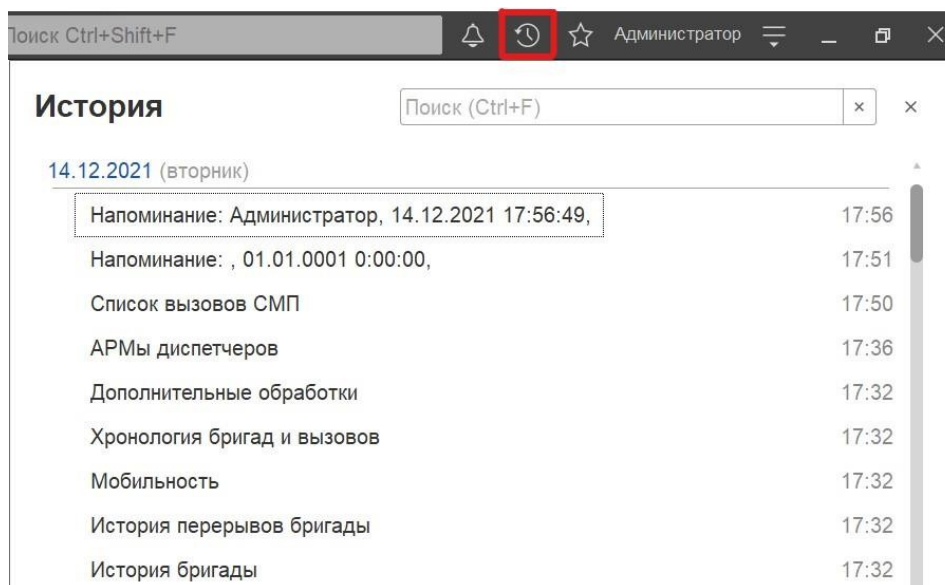 Поиск Ctrl+Shift+F Администратор
История Поиск (Ctrl+F)
14.12.2021 (вторник)
Напоминание: Администратор, 14.12.2021 17:56:49, 17:56
Напоминание: , 01.01.0001 0:00:00, 17:51
Список вызовов СМП 17:50
АРМы диспетчеров 17:36
Дополнительные обработки 17:32
Хронология бригад и вызовов 17:32
Мобильность 17:32
История перерывов бригады 17:32
История бригады 17:32